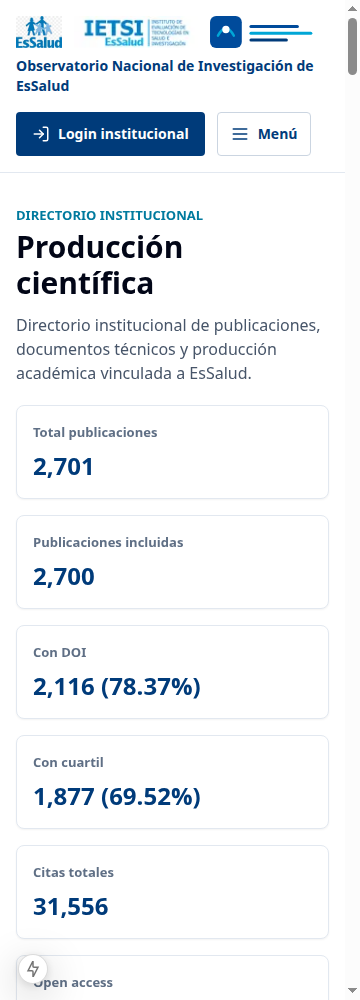 EsSalud
IETSI
EsSalud
INSTITUTO DE
EVALUACIÓN DE
TECNOLOGÍAS EN
SALUD E
INVESTIGACIÓN
Observatorio Nacional de Investigación de
EsSalud
Login institucional
Menú
DIRECTORIO INSTITUCIONAL
Producción
científica
Directorio institucional de publicaciones,
documentos técnicos y producción
académica vinculada a EsSalud.
Total publicaciones
2,701
Publicaciones incluidas
2,700
Con DOI
2,116 (78.37%)
Con cuartil
1,877 (69.52%)
Citas totales
31,556
Open access